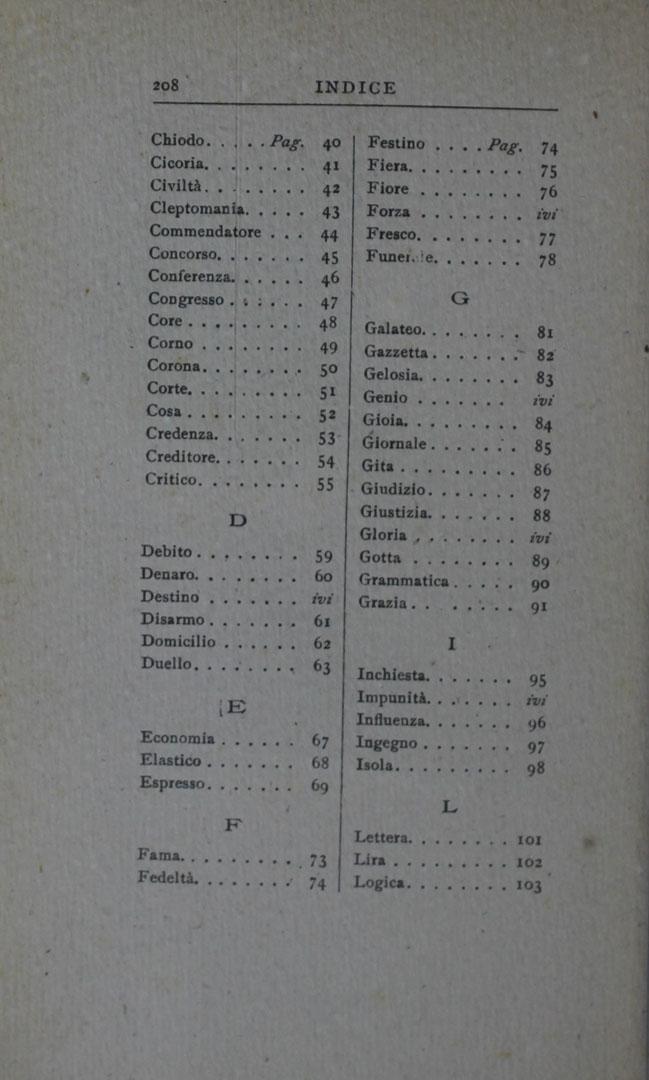 208 INDICE
Chiodo. . . . . Pag. 40
Cicoria. . . . . . . . 41
Civiltà. . . . . . . . 42
Cleptomania. . . . . 43
Commendatore . . . 44
Concorso. . . . . . . 45
Conferenza. . . . . . 46
Congresso . . . . . . 47
Core . . . . . . . . . 48
Corno . . . . . . . . 49
Corona. . . . . . . . 50
Corte. . . . . . . . . 51
Cosa . . . . . . . . . 52
Credenza. . . . . . . 53
Creditore. . . . . . . 54
Critico. . . . . . . . 55
D
Debito . . . . . . . . 59
Denaro. . . . . . . . 60
Destino . . . . . . . ivi
Disarmo . . . . . . . 61
Domicilio . . . . . . 62
Duello. . . . . . . . 63
E
Economia . . . . . . 67
Elastico . . . . . . . 68
Espresso. . . . . . . 69
F
Fama. . . . . . . . . 73
Fedeltà. . . . . . . . 74
Festino . . . . Pag. 74
Fiera. . . . . . . . . 75
Fiore . . . . . . . . 76
Forza . . . . . . . . ivi
Fresco. . . . . . . . 77
Funerale. . . . . . . 78
G
Galateo. . . . . . . . 81
Gazzetta . . . . . . . 82
Gelosia. . . . . . . . 83
Genio . . . . . . . ivi
Gioia. . . . . . . . . 84
Giornale . . . . . . . 85
Gita . . . . . . . . . 86
Giudizio. . . . . . . 87
Giustizia. . . . . . . 88
Gloria . . . . . . . . ivi
Gotta . . . . . . . . 89
Grammatica . . . . . 90
Grazia . . . . . . . 91
I
Inchiesta. . . . . . . 95
Impunità. . . . . . . ivi
Influenza. . . . . . . 96
Ingegno . . . . . . . 97
Isola. . . . . . . . . 98
L
Lettera. . . . . . . . 101
Lira . . . . . . . . . 102
Logica. . . . . . . . 103